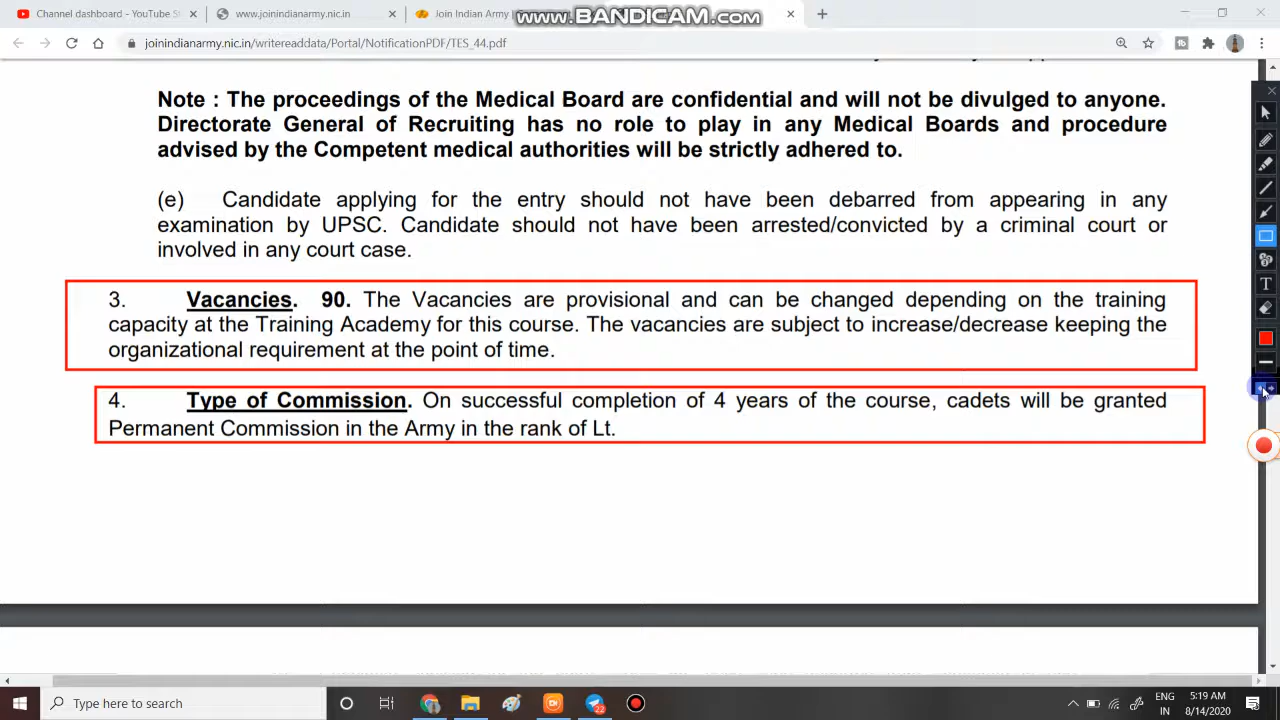 Channel dashboard - YouTube S
www.joinindianarmy.nic.in
Join Indian Army
www.BANDICAM.com
joinindianarmy.nic.in/writereaddata/Portal/NotificationPDF/TES_44.pdf
Note : The proceedings of the Medical Board are confidential and will not be divulged to anyone.
Directorate General of Recruiting has no role to play in any Medical Boards and procedure
advised by the Competent medical authorities will be strictly adhered to.
(e) Candidate applying for the entry should not have been debarred from appearing in any
examination by UPSC. Candidate should not have been arrested/convicted by a criminal court or
involved in any court case.
3. Vacancies. 90. The Vacancies are provisional and can be changed depending on the training
capacity at the Training Academy for this course. The vacancies are subject to increase/decrease keeping the
organizational requirement at the point of time.
4. Type of Commission. On successful completion of 4 years of the course, cadets will be granted
Permanent Commission in the Army in the rank of Lt.
Type here to search
22
ENG
IN
5:19 AM
8/14/2020